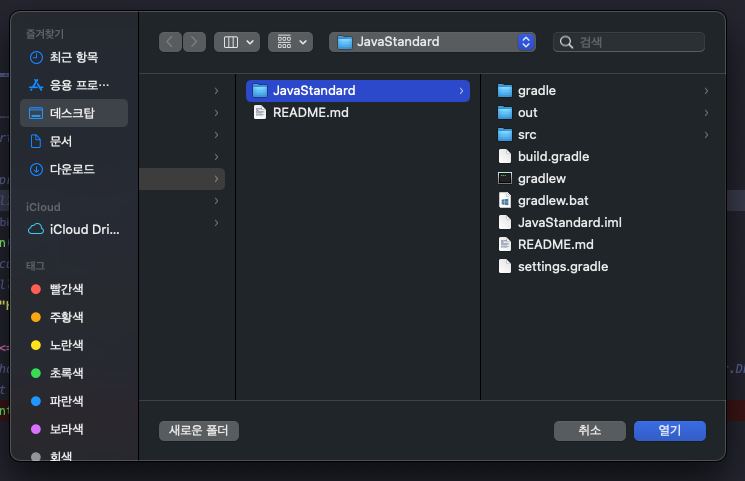 즐겨찾기
최근 항목
응용 프로…
데스크탑
문서
다운로드
iCloud
iCloud Dri…
태그
빨간색
주황색
노란색
초록색
파란색
보라색
회색
JavaStandard
검색
JavaStandard
README.md
gradle
out
src
build.gradle
gradlew
gradlew.bat
JavaStandard.iml
README.md
settings.gradle
새로운 폴더
취소
열기